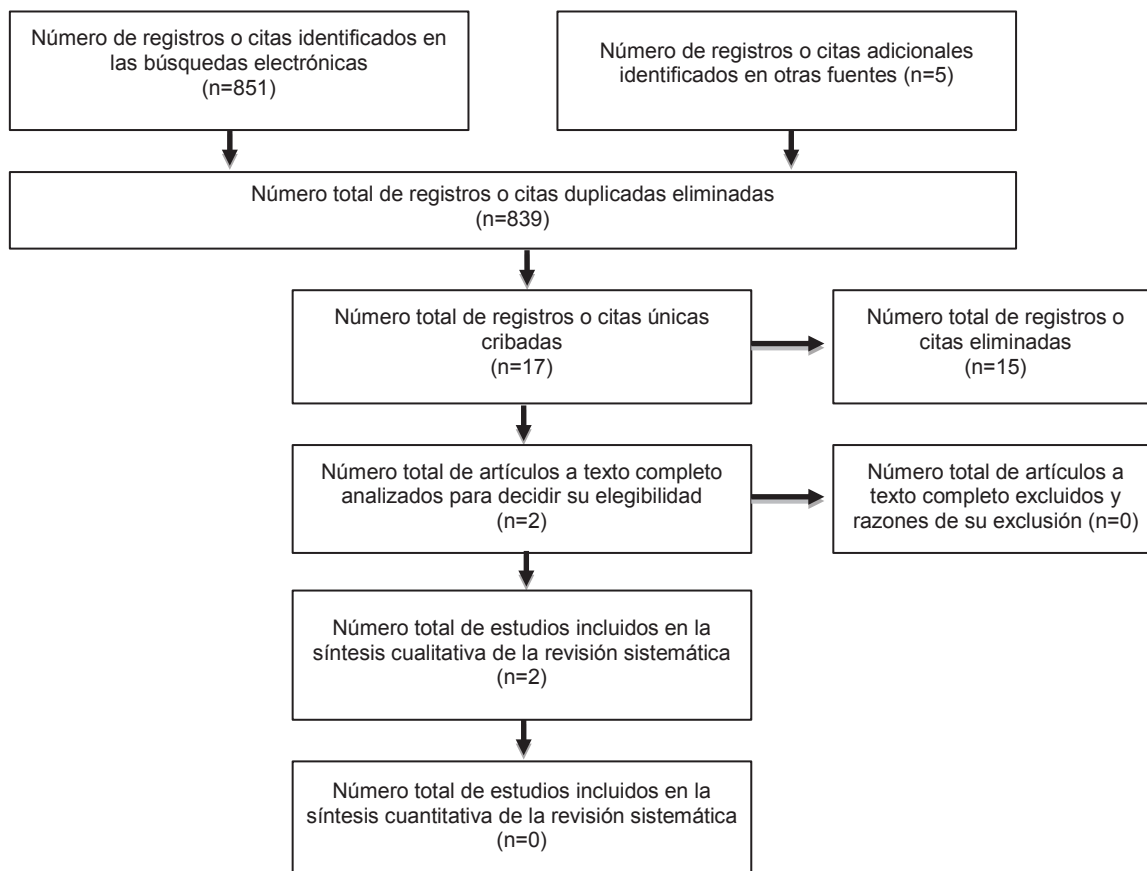 Número de registros o citas identificados en
las búsquedas electrónicas
(n=851)
Número de registros o citas adicionales
identificados en otras fuentes (n=5)
Número total de registros o citas duplicadas eliminadas
(n=839)
Número total de registros o citas únicas
cribadas
(n=17)
Número total de registros o
citas eliminadas
(n=15)
Número total de artículos a texto completo
analizados para decidir su elegibilidad
(n=2)
Número total de artículos a
texto completo excluidos y
razones de su exclusión (n=0)
Número total de estudios incluidos en la
síntesis cualitativa de la revisión sistemática
(n=2)
Número total de estudios incluidos en la
síntesis cuantitativa de la revisión sistemática
(n=0)